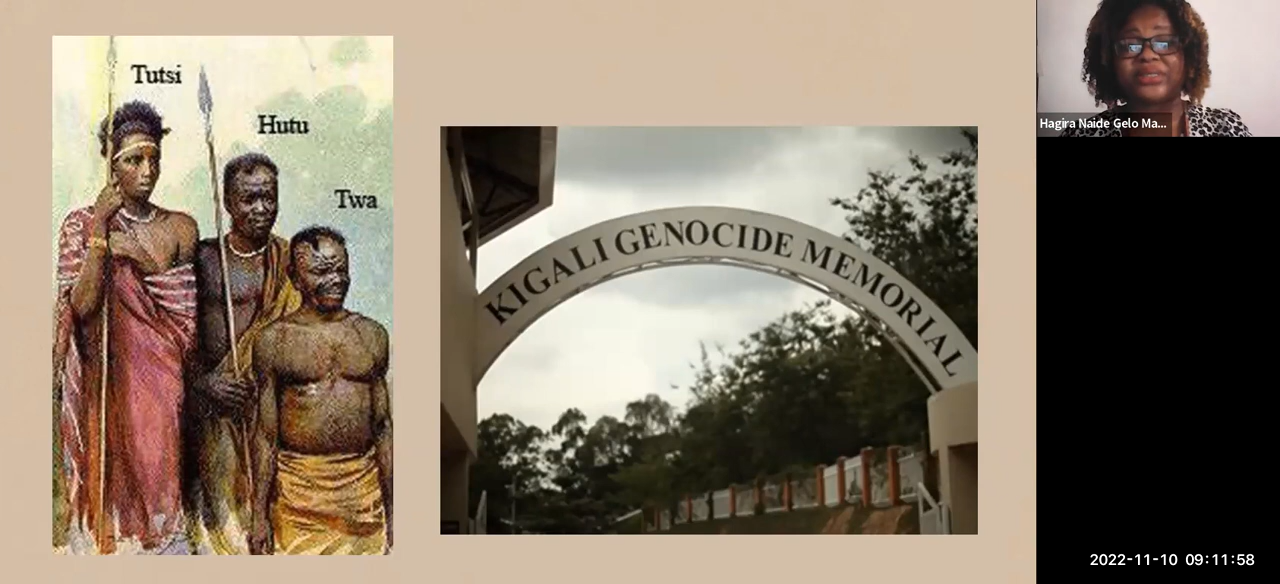 Tutsi
Hutu
Twa
KIGALI GENOCIDE MEMORIAL
Hagira Naide Gelo Ma...
2022-11-10 09:11:58